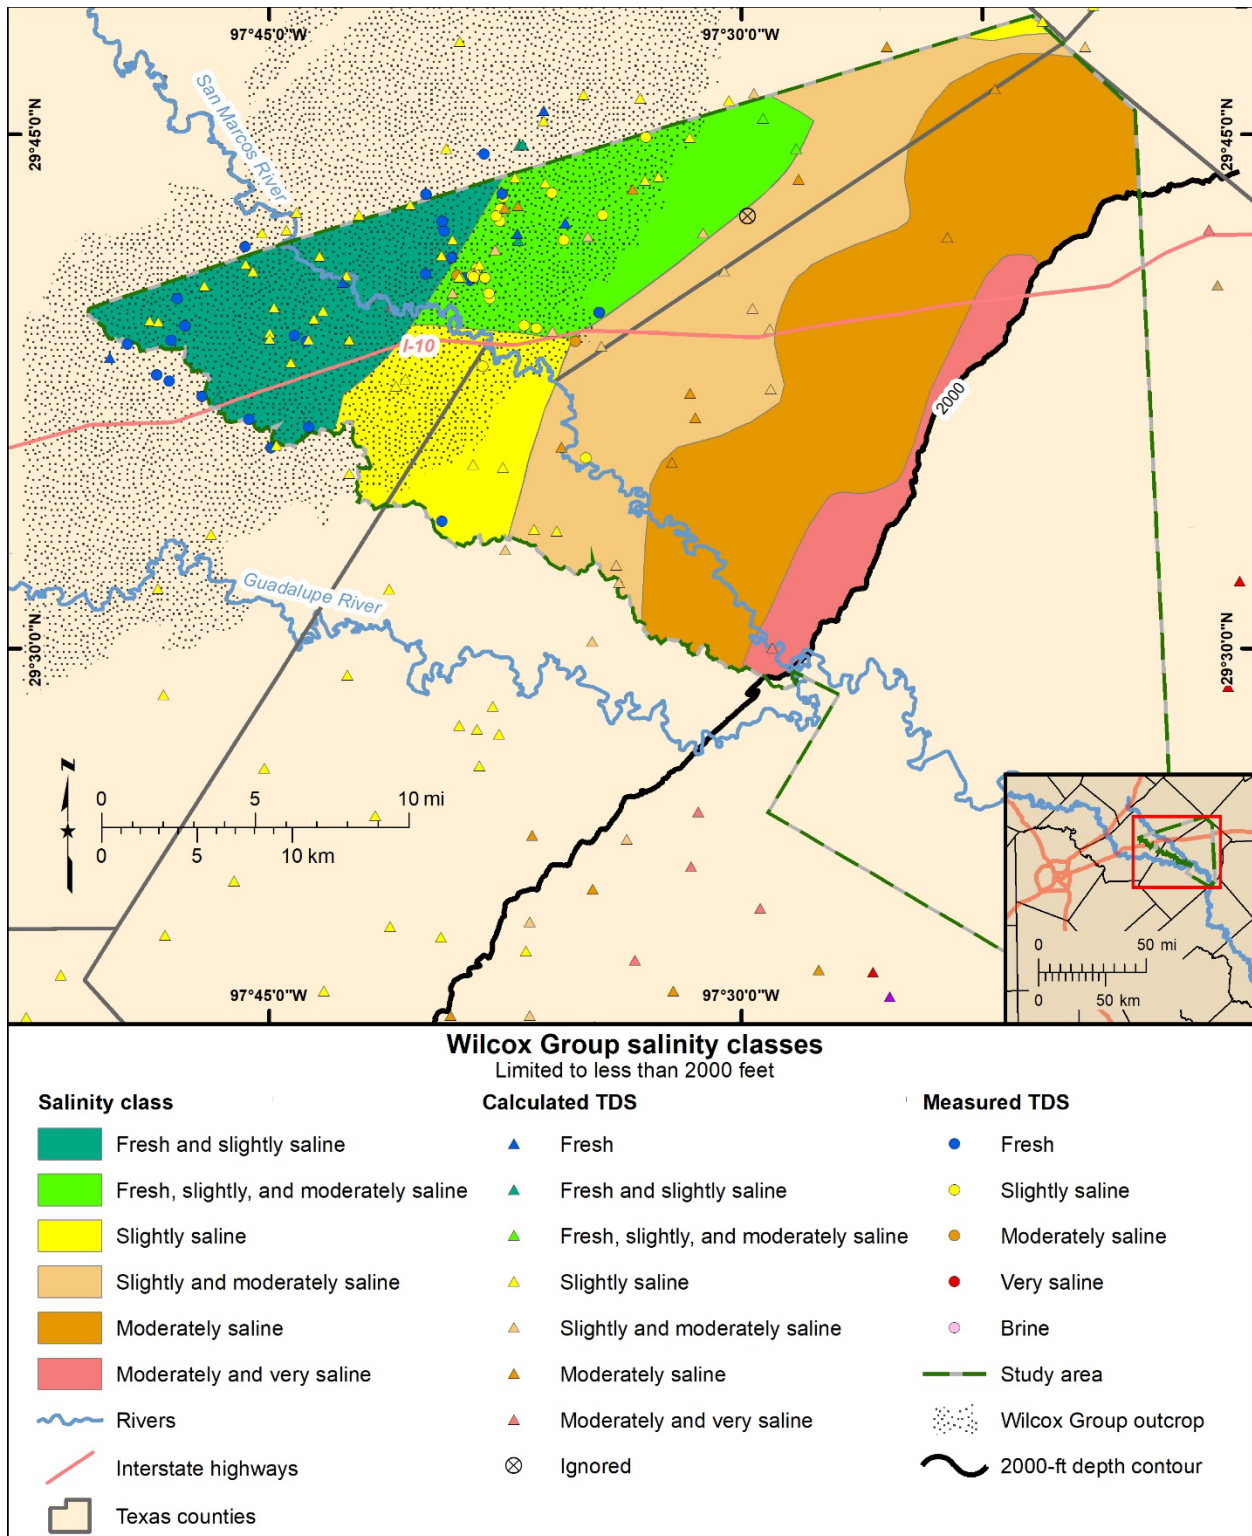 97°45'0"W
97°30'0"W
San Marcos River
29°45'0"N
29°45'0"N
I-10
2000
Guadalupe River
29°30'0"N
29°30'0"N
N
0 5 10 mi
0 5 10 km
0 50 mi
0 50 km
97°45'0"W
97°30'0"W
Wilcox Group salinity classes
Limited to less than 2000 feet
Salinity class
Fresh and slightly saline
Fresh, slightly, and moderately saline
Slightly saline
Slightly and moderately saline
Moderately saline
Moderately and very saline
Rivers
Interstate highways
Texas counties
Calculated TDS
Fresh
Fresh and slightly saline
Fresh, slightly, and moderately saline
Slightly saline
Slightly and moderately saline
Moderately saline
Moderately and very saline
Ignored
Measured TDS
Fresh
Slightly saline
Moderately saline
Very saline
Brine
Study area
Wilcox Group outcrop
2000-ft depth contour